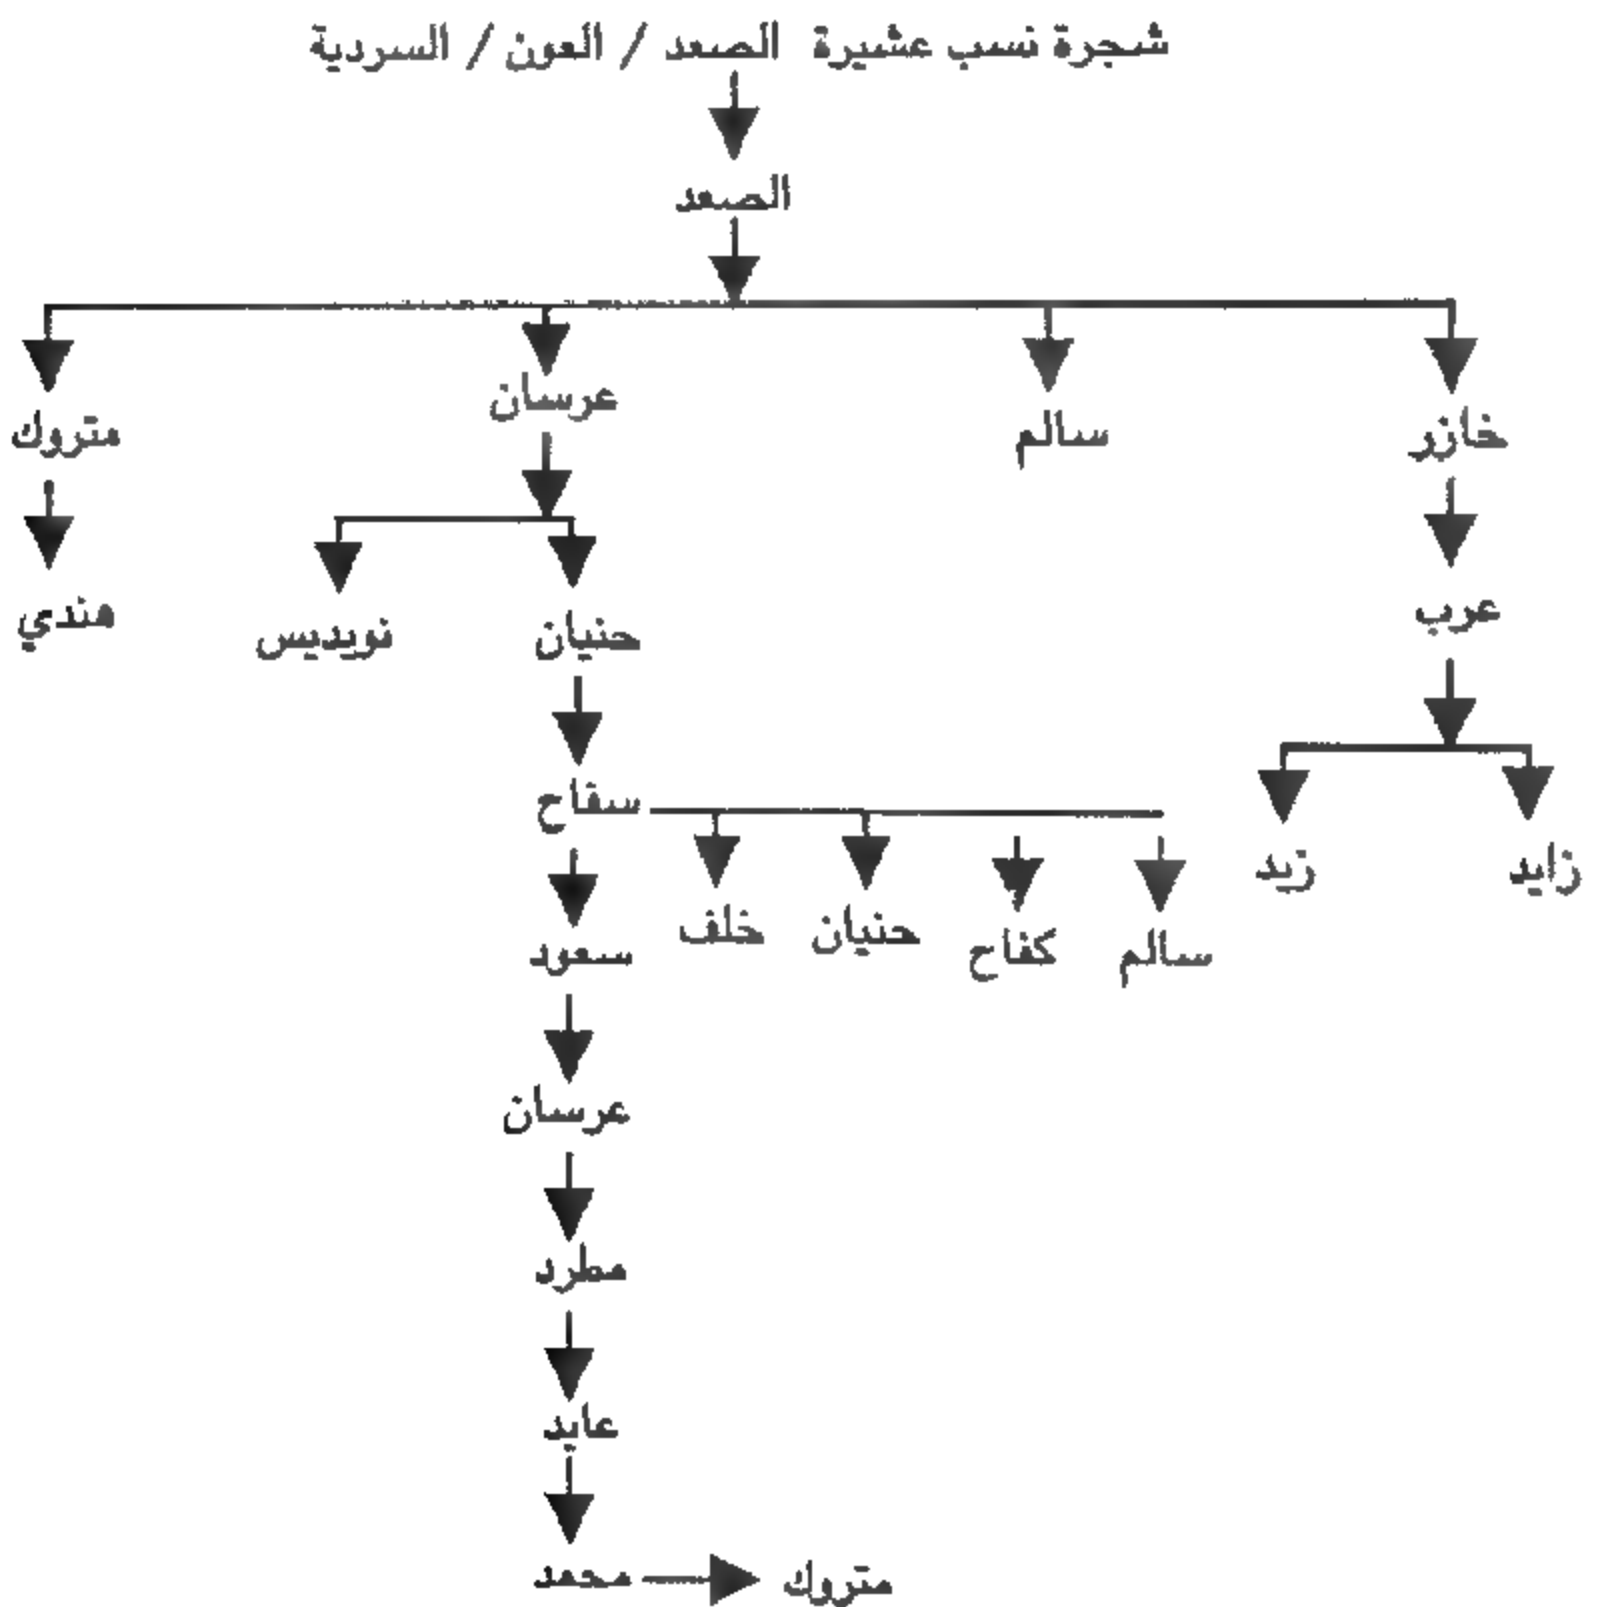 شجرة نسب عشيرة الصعد / العون / السردية
الصعد
خازر سالم عرسان متروك
عرب حنيان نويديس هندي
سفاح
زايد زيد
سالم كفاح حنيان خلف سعود
عرسان
مطرد
عايد
محمد متروك